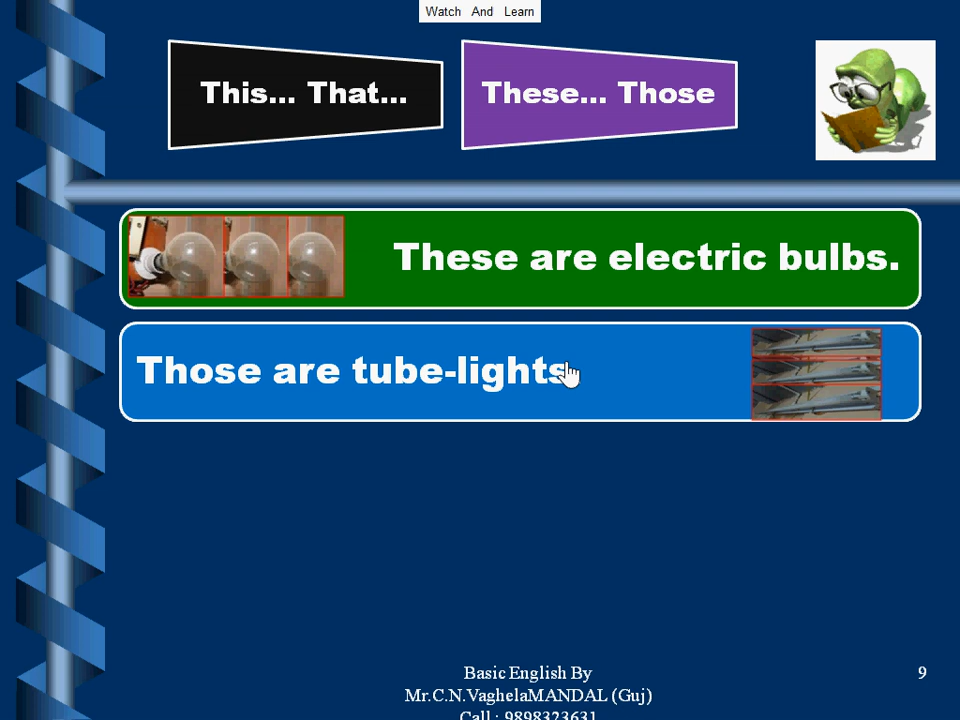 Watch And Learn
This... That...
These... Those
These are electric bulbs.
Those are tube-lights
Basic English By
Mr.C.N.VaghelaMANDAL (Guj)
Call : 9898323631
9